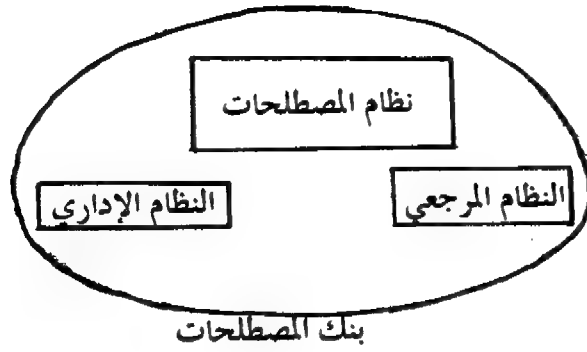 نظام المصطلحات
النظام المرجعي
النظام الإداري
بنك المصطلحات